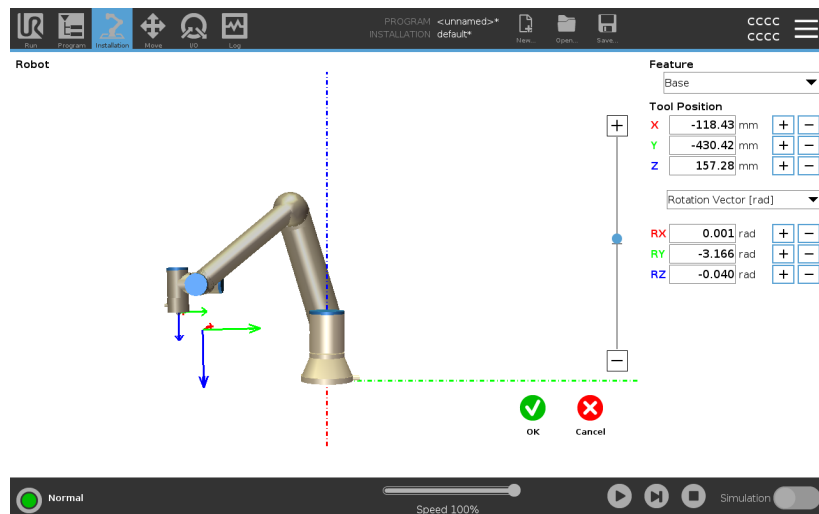 PROGRAM <unnamed>*
INSTALLATION default*
CCCC
CCCC
Run
Program
Installation
Move
I/O
Log
New...
Open...
Save...
Robot
Feature
Base
Tool Position
X -118.43 mm + −
Y -430.42 mm + −
Z 157.28 mm + −
Rotation Vector [rad]
RX 0.001 rad + −
RY -3.166 rad + −
RZ -0.040 rad + −
+
−
OK
Cancel
Normal
Speed 100%
Simulation